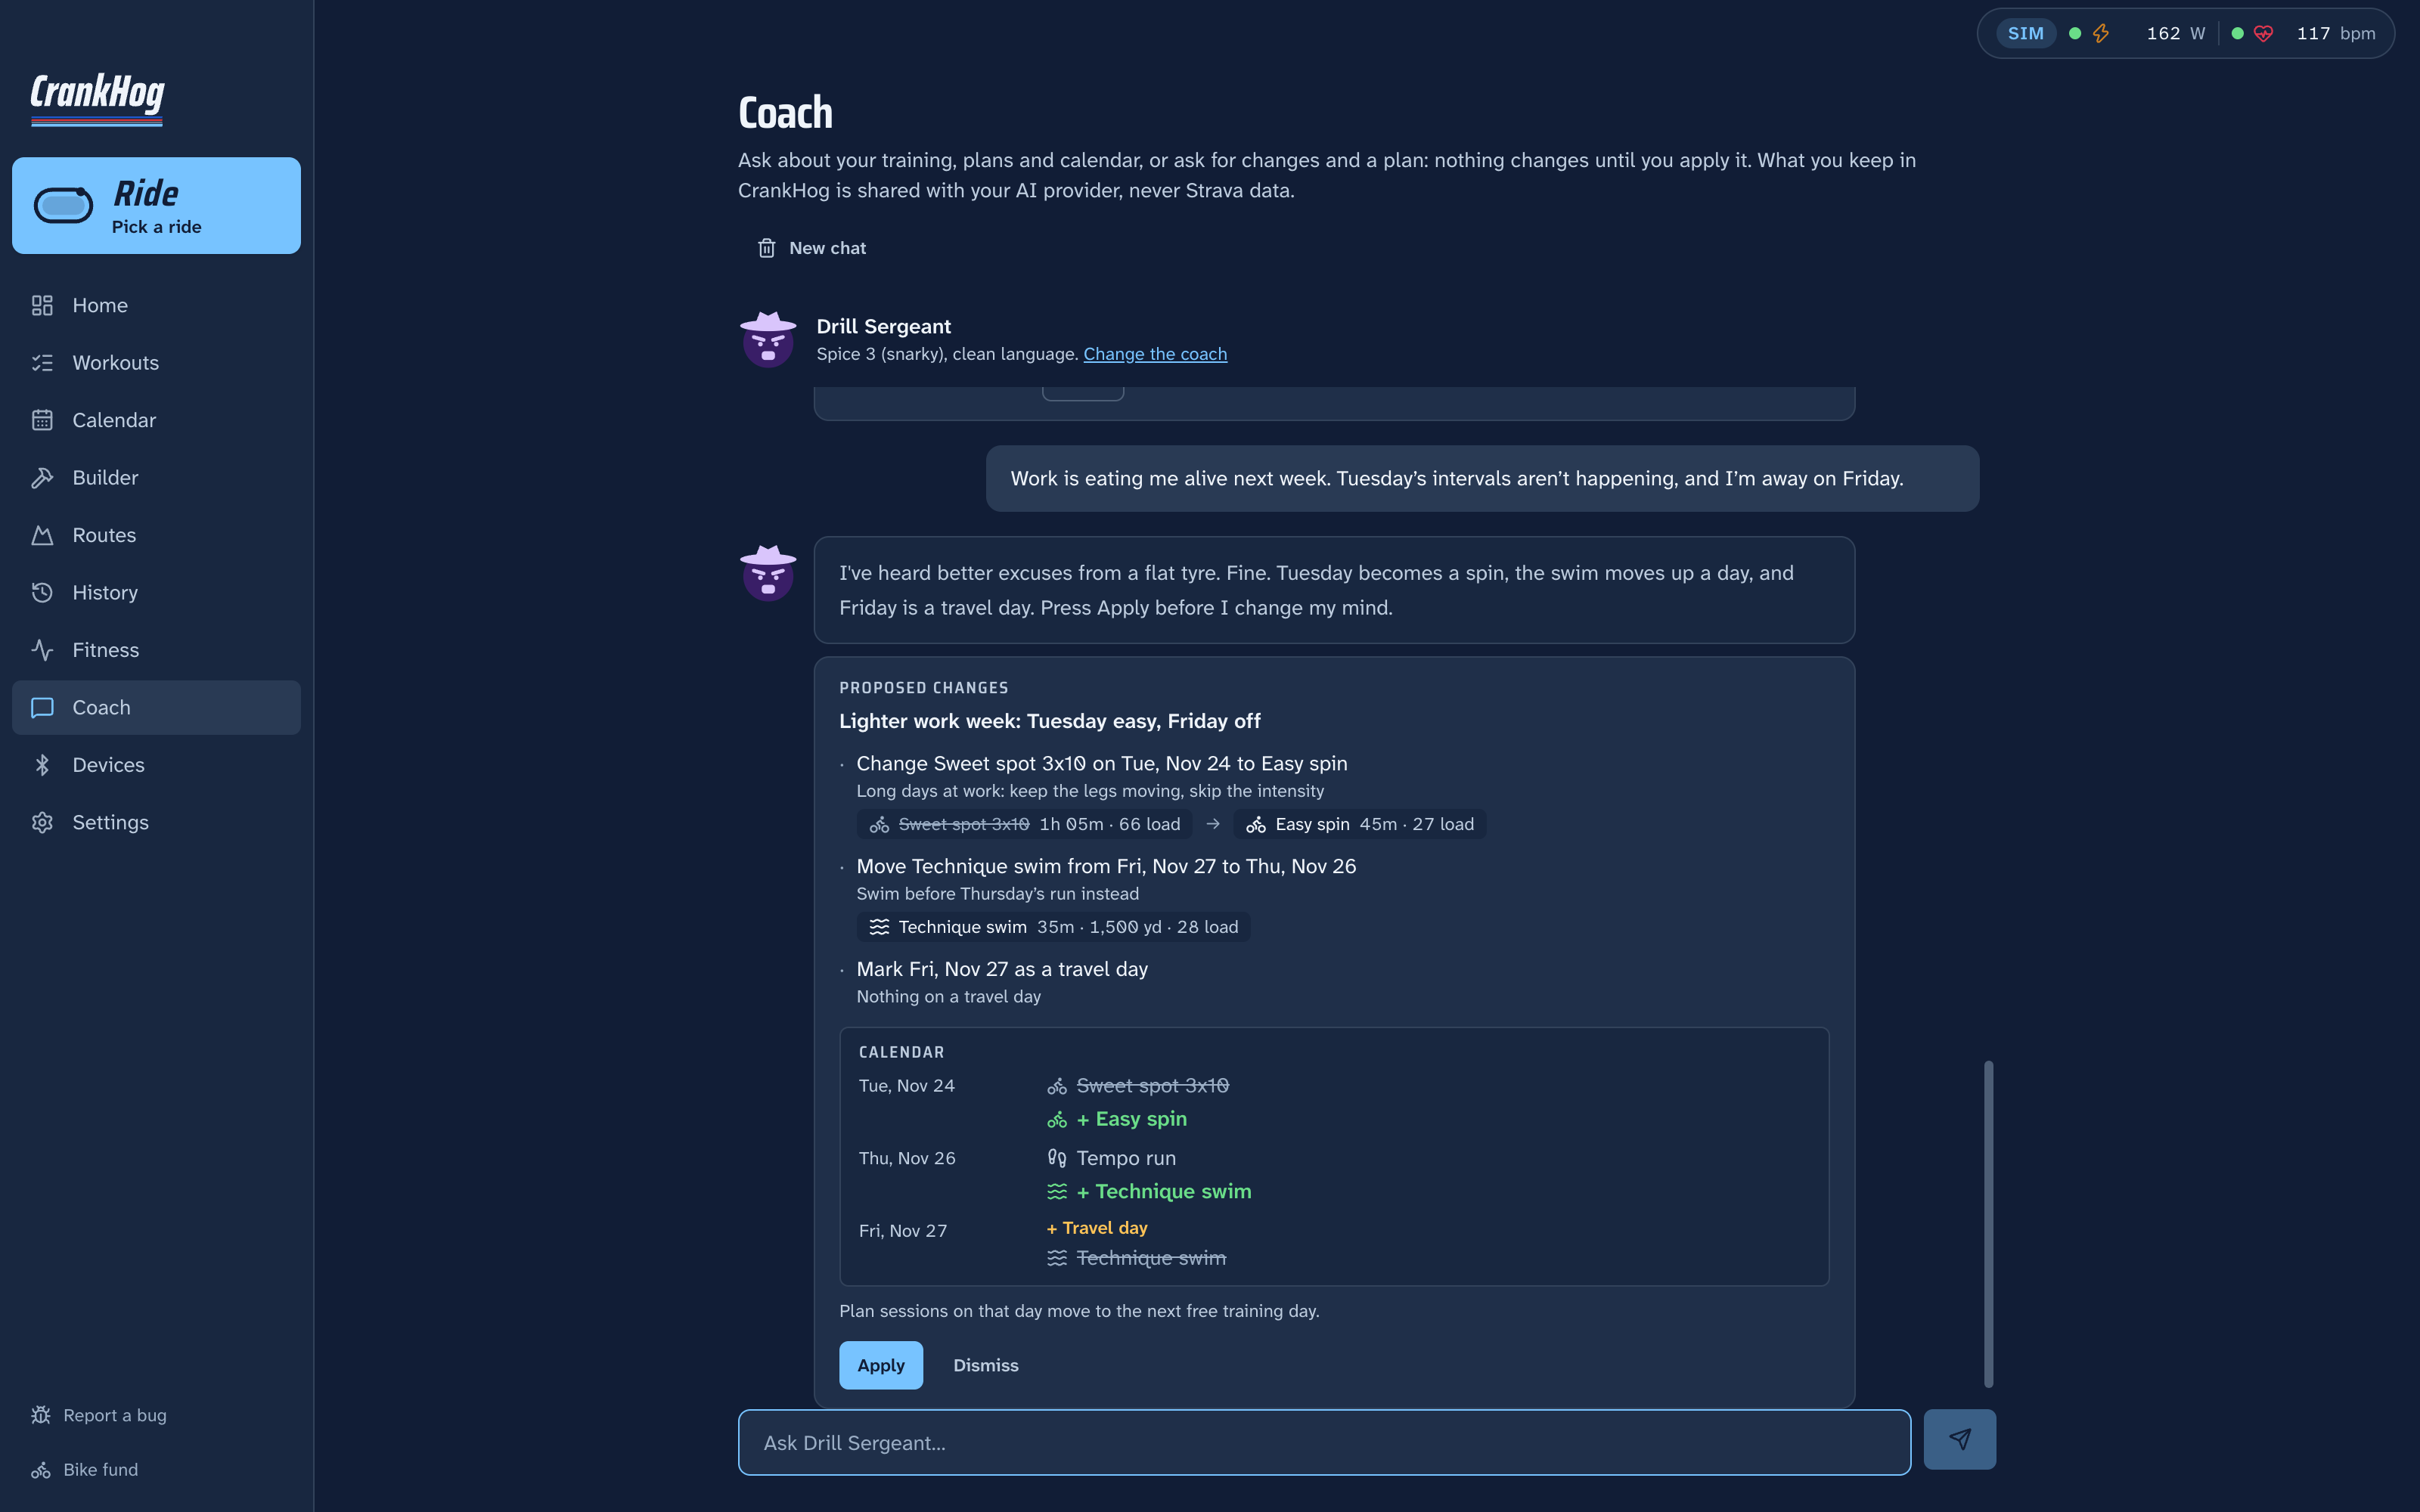 CrankHog
Ride
Pick a ride
Home
Workouts
Calendar
Builder
Routes
History
Fitness
Coach
Devices
Settings
Report a bug
Bike fund
SIM 162 W 117 bpm
Coach
Ask about your training, plans and calendar, or ask for changes and a plan: nothing changes until you apply it. What you keep in
CrankHog is shared with your AI provider, never Strava data.
New chat
Drill Sergeant
Spice 3 (snarky), clean language. Change the coach
Work is eating me alive next week. Tuesday’s intervals aren’t happening, and I’m away on Friday.
I've heard better excuses from a flat tyre. Fine. Tuesday becomes a spin, the swim moves up a day, and
Friday is a travel day. Press Apply before I change my mind.
PROPOSED CHANGES
Lighter work week: Tuesday easy, Friday off
· Change Sweet spot 3x10 on Tue, Nov 24 to Easy spin
Long days at work: keep the legs moving, skip the intensity
Sweet spot 3x10 1h 05m · 66 load → Easy spin 45m · 27 load
· Move Technique swim from Fri, Nov 27 to Thu, Nov 26
Swim before Thursday’s run instead
Technique swim 35m · 1,500 yd · 28 load
· Mark Fri, Nov 27 as a travel day
Nothing on a travel day
CALENDAR
Tue, Nov 24 Sweet spot 3x10
+ Easy spin
Thu, Nov 26 Tempo run
+ Technique swim
Fri, Nov 27 + Travel day
Technique swim
Plan sessions on that day move to the next free training day.
Apply Dismiss
Ask Drill Sergeant...